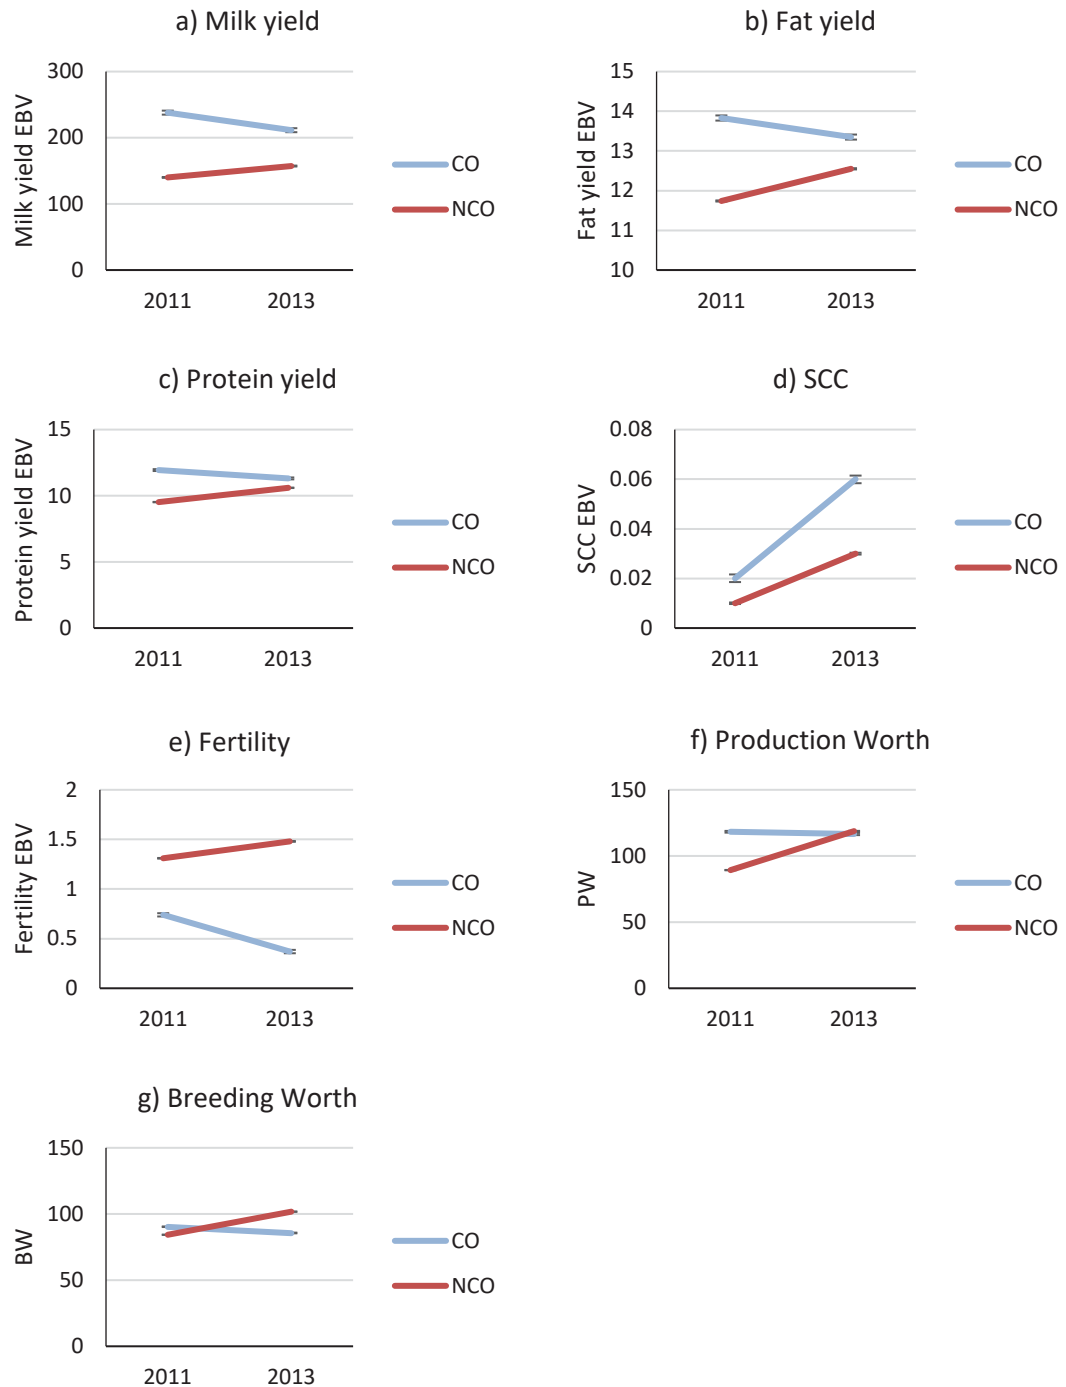 a) Milk yield
300
200
100
0
Milk yield EBV
2011
2013
CO
NCO
b) Fat yield
15
14
13
12
11
10
Fat yield EBV
2011
2013
CO
NCO
c) Protein yield
15
10
5
0
Protein yield EBV
2011
2013
CO
NCO
d) SCC
0.08
0.06
0.04
0.02
0
SCC EBV
2011
2013
CO
NCO
e) Fertility
2
1.5
1
0.5
0
Fertility EBV
2011
2013
CO
NCO
f) Production Worth
150
100
50
0
PW
2011
2013
CO
NCO
g) Breeding Worth
150
100
50
0
BW
2011
2013
CO
NCO